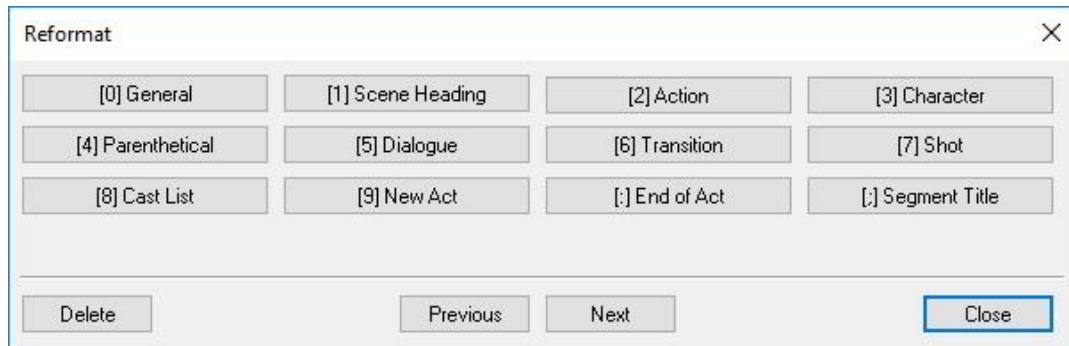 Reformat
[0] General [1] Scene Heading [2] Action [3] Character
[4] Parenthetical [5] Dialogue [6] Transition [7] Shot
[8] Cast List [9] New Act [:] End of Act [;] Segment Title
Delete Previous Next Close